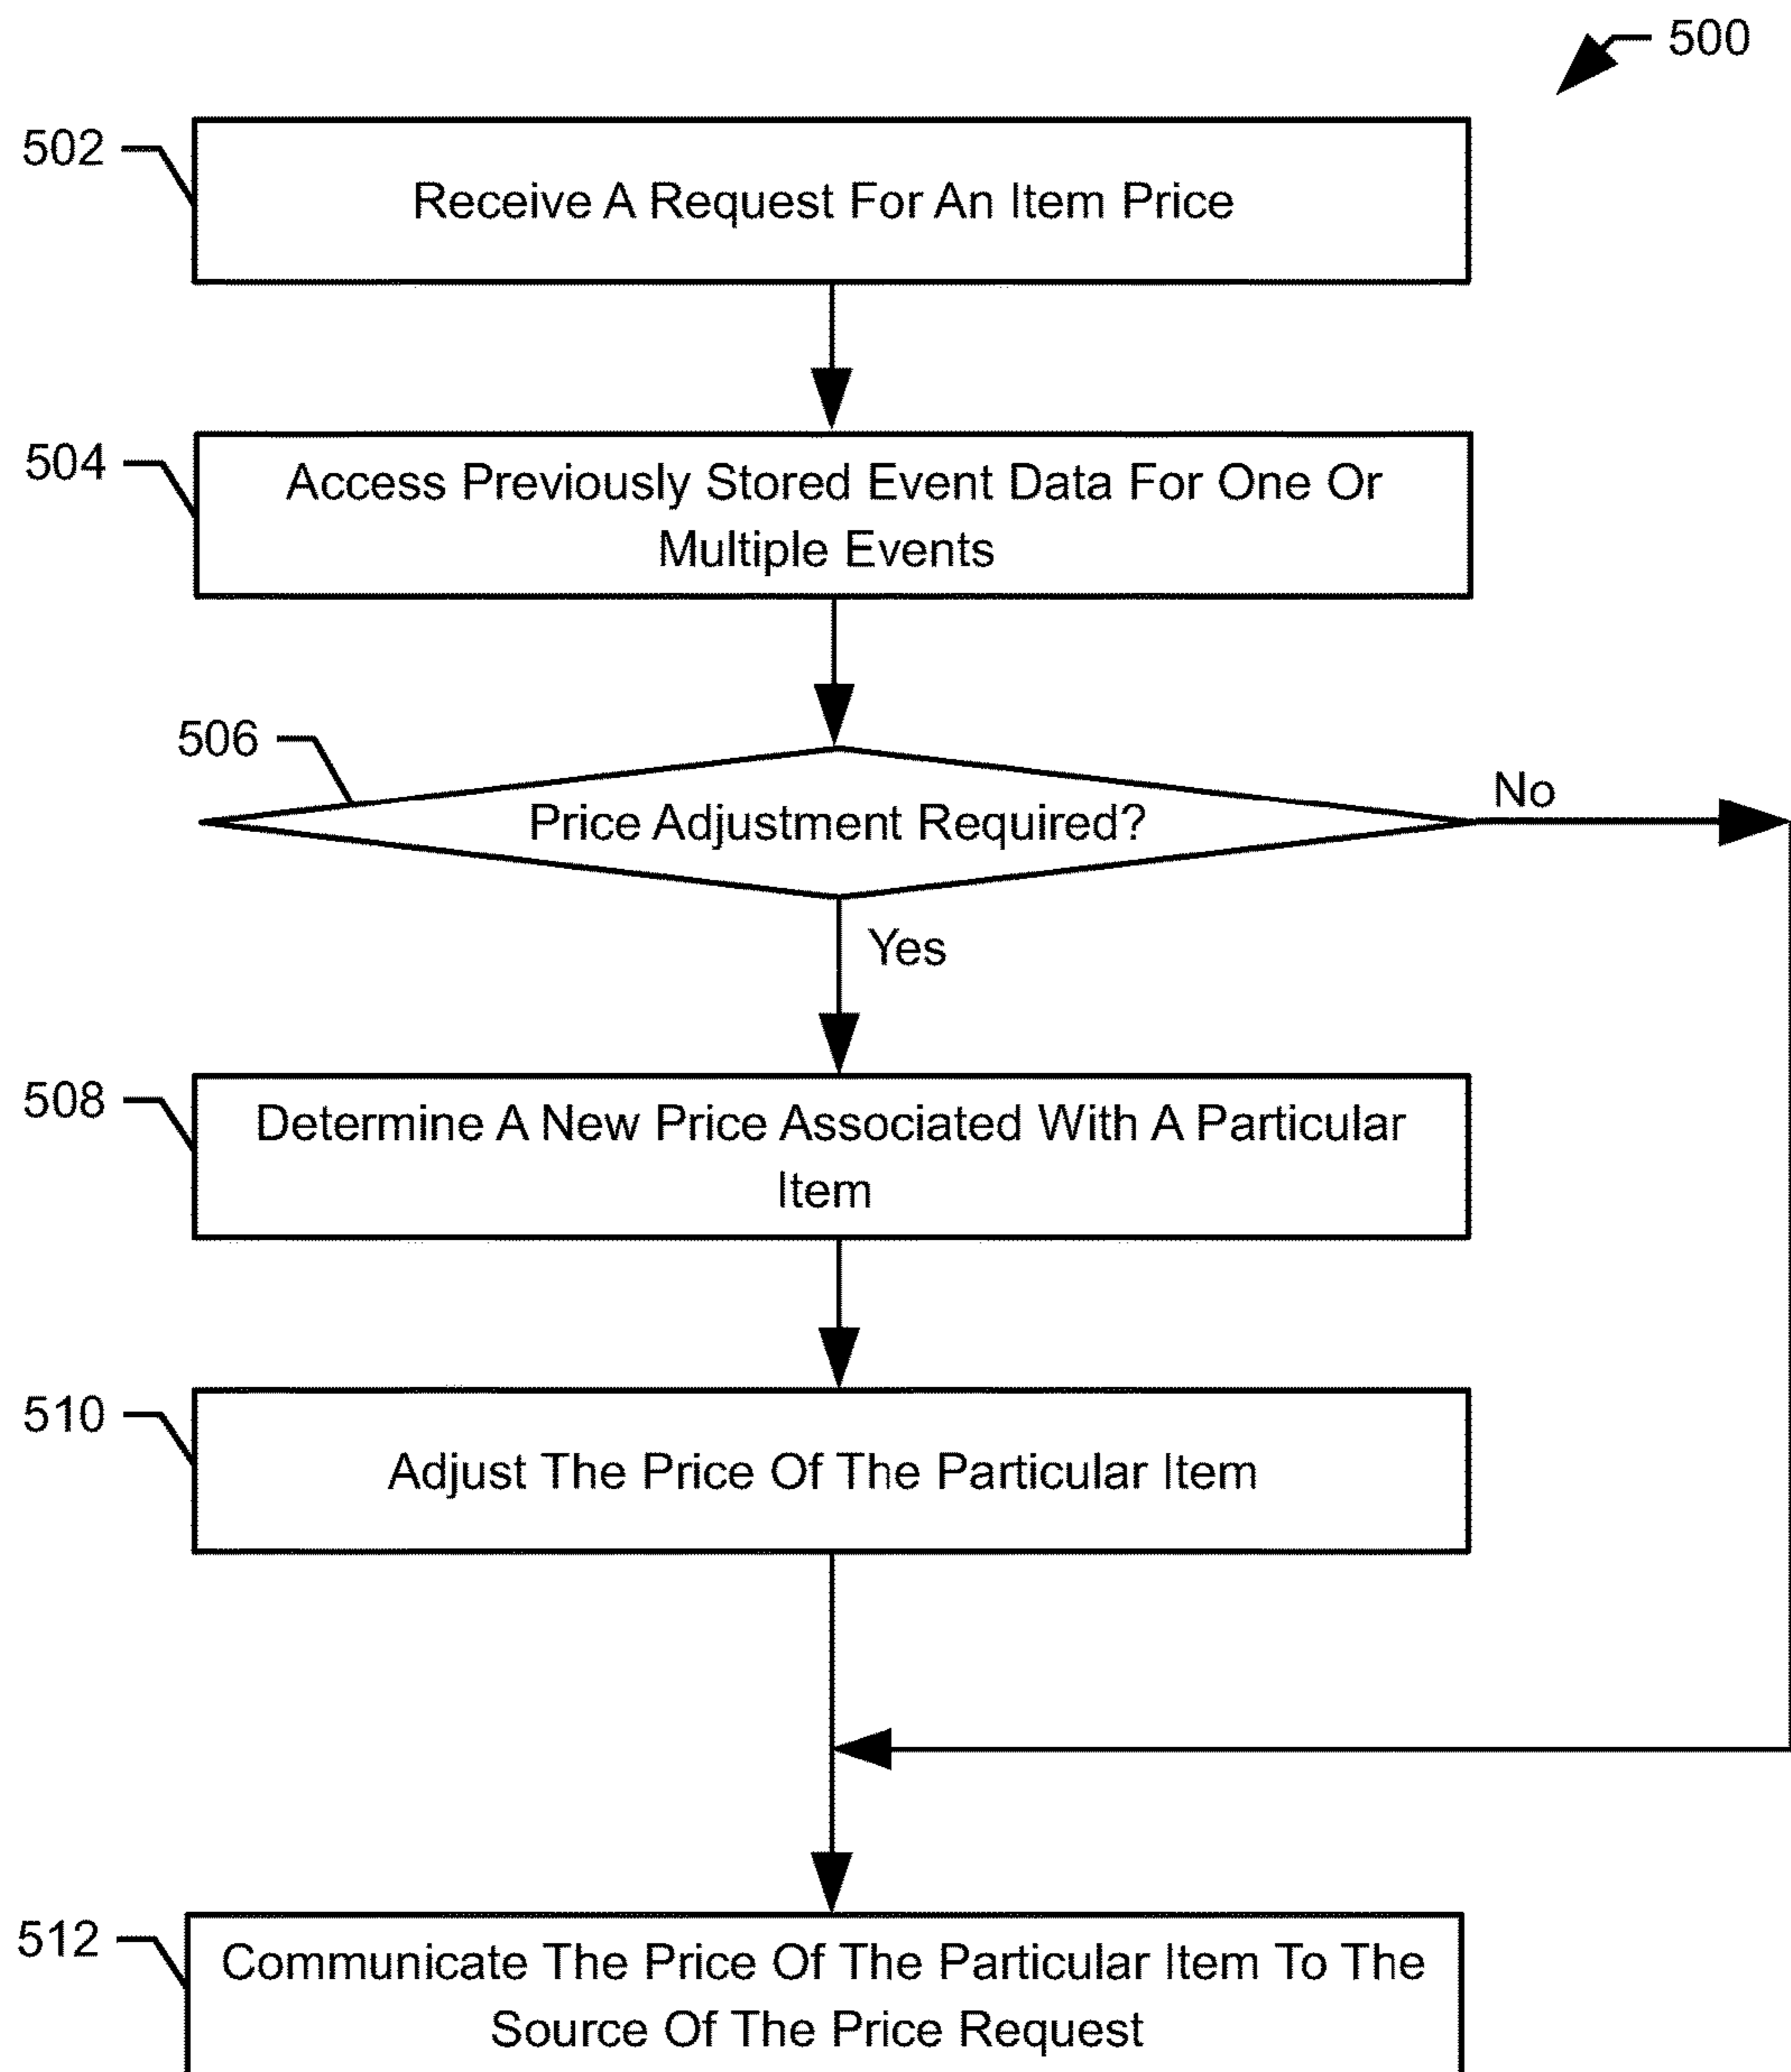 500
502
Receive A Request For An Item Price
504
Access Previously Stored Event Data For One Or
Multiple Events
506
Price Adjustment Required?
No
Yes
508
Determine A New Price Associated With A Particular
Item
510
Adjust The Price Of The Particular Item
512
Communicate The Price Of The Particular Item To The
Source Of The Price Request